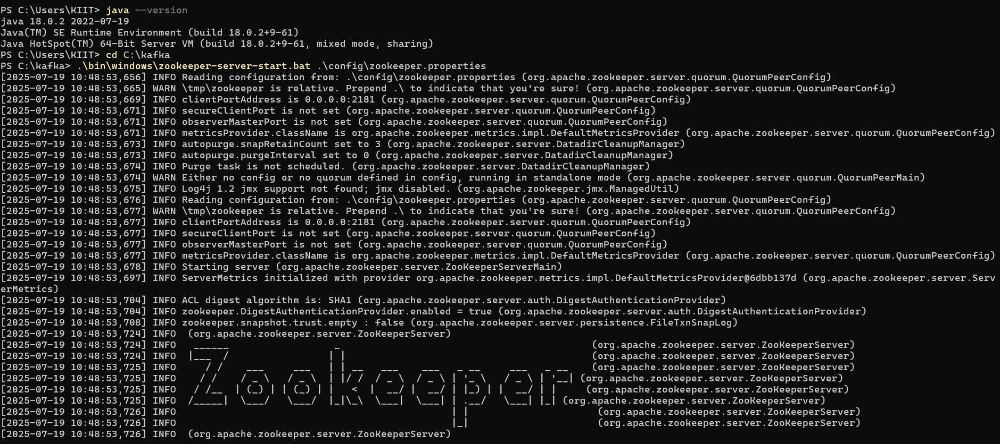 PS C:\Users\KIIT> java --version
java 18.0.2 2022-07-19
Java(TM) SE Runtime Environment (build 18.0.2+9-61)
Java HotSpot(TM) 64-Bit Server VM (build 18.0.2+9-61, mixed mode, sharing)
PS C:\Users\KIIT> cd C:\kafka
PS C:\kafka> .\bin\windows\zookeeper-server-start.bat .\config\zookeeper.properties
[2025-07-19 10:48:53,656] INFO Reading configuration from: .\config\zookeeper.properties (org.apache.zookeeper.server.quorum.QuorumPeerConfig)
[2025-07-19 10:48:53,665] WARN \tmp\zookeeper is relative. Prepend .\ to indicate that you're sure! (org.apache.zookeeper.server.quorum.QuorumPeerConfig)
[2025-07-19 10:48:53,669] INFO clientPortAddress is 0.0.0.0:2181 (org.apache.zookeeper.server.quorum.QuorumPeerConfig)
[2025-07-19 10:48:53,671] INFO secureClientPort is not set (org.apache.zookeeper.server.quorum.QuorumPeerConfig)
[2025-07-19 10:48:53,671] INFO observerMasterPort is not set (org.apache.zookeeper.server.quorum.QuorumPeerConfig)
[2025-07-19 10:48:53,671] INFO metricsProvider.className is org.apache.zookeeper.metrics.impl.DefaultMetricsProvider (org.apache.zookeeper.server.quorum.QuorumPeerConfig)
[2025-07-19 10:48:53,673] INFO autopurge.snapRetainCount set to 3 (org.apache.zookeeper.server.DatadirCleanupManager)
[2025-07-19 10:48:53,673] INFO autopurge.purgeInterval set to 0 (org.apache.zookeeper.server.DatadirCleanupManager)
[2025-07-19 10:48:53,674] INFO Purge task is not scheduled. (org.apache.zookeeper.server.DatadirCleanupManager)
[2025-07-19 10:48:53,674] WARN Either no config or no quorum defined in config, running in standalone mode (org.apache.zookeeper.server.quorum.QuorumPeerMain)
[2025-07-19 10:48:53,675] INFO Log4j 1.2 jmx support not found; jmx disabled. (org.apache.zookeeper.jmx.ManagedUtil)
[2025-07-19 10:48:53,676] INFO Reading configuration from: .\config\zookeeper.properties (org.apache.zookeeper.server.quorum.QuorumPeerConfig)
[2025-07-19 10:48:53,677] WARN \tmp\zookeeper is relative. Prepend .\ to indicate that you're sure! (org.apache.zookeeper.server.quorum.QuorumPeerConfig)
[2025-07-19 10:48:53,677] INFO clientPortAddress is 0.0.0.0:2181 (org.apache.zookeeper.server.quorum.QuorumPeerConfig)
[2025-07-19 10:48:53,677] INFO secureClientPort is not set (org.apache.zookeeper.server.quorum.QuorumPeerConfig)
[2025-07-19 10:48:53,677] INFO observerMasterPort is not set (org.apache.zookeeper.server.quorum.QuorumPeerConfig)
[2025-07-19 10:48:53,677] INFO metricsProvider.className is org.apache.zookeeper.metrics.impl.DefaultMetricsProvider (org.apache.zookeeper.server.quorum.QuorumPeerConfig)
[2025-07-19 10:48:53,678] INFO Starting server (org.apache.zookeeper.server.ZooKeeperServerMain)
[2025-07-19 10:48:53,697] INFO ServerMetrics initialized with provider org.apache.zookeeper.metrics.impl.DefaultMetricsProvider@6dbb137d (org.apache.zookeeper.server.Serv
erMetrics)
[2025-07-19 10:48:53,704] INFO ACL digest algorithm is: SHA1 (org.apache.zookeeper.server.auth.DigestAuthenticationProvider)
[2025-07-19 10:48:53,704] INFO zookeeper.DigestAuthenticationProvider.enabled = true (org.apache.zookeeper.server.auth.DigestAuthenticationProvider)
[2025-07-19 10:48:53,708] INFO zookeeper.snapshot.trust.empty : false (org.apache.zookeeper.server.persistence.FileTxnSnapLog)
[2025-07-19 10:48:53,724] INFO  (org.apache.zookeeper.server.ZooKeeperServer)
[2025-07-19 10:48:53,724] INFO   ______                  _                                           (org.apache.zookeeper.server.ZooKeeperServer)
[2025-07-19 10:48:53,724] INFO  |___  /                 | |                                          (org.apache.zookeeper.server.ZooKeeperServer)
[2025-07-19 10:48:53,725] INFO     / /    ___     ___   | | __   ___    ___   _ __     ___   _ __    (org.apache.zookeeper.server.ZooKeeperServer)
[2025-07-19 10:48:53,725] INFO    / /    / _ \   / _ \  | |/ /  / _ \  / _ \ | '_ \   / _ \ | '__| (org.apache.zookeeper.server.ZooKeeperServer)
[2025-07-19 10:48:53,725] INFO   / /__  | (_) | | (_) | |   <  |  __/ |  __/ | |_) | |  __/ | |     (org.apache.zookeeper.server.ZooKeeperServer)
[2025-07-19 10:48:53,725] INFO  /_____|  \___/   \___/  |_|\_\  \___|  \___| | .__/   \___| |_| (org.apache.zookeeper.server.ZooKeeperServer)
[2025-07-19 10:48:53,726] INFO                                               | |                      (org.apache.zookeeper.server.ZooKeeperServer)
[2025-07-19 10:48:53,726] INFO                                               |_|                      (org.apache.zookeeper.server.ZooKeeperServer)
[2025-07-19 10:48:53,726] INFO  (org.apache.zookeeper.server.ZooKeeperServer)